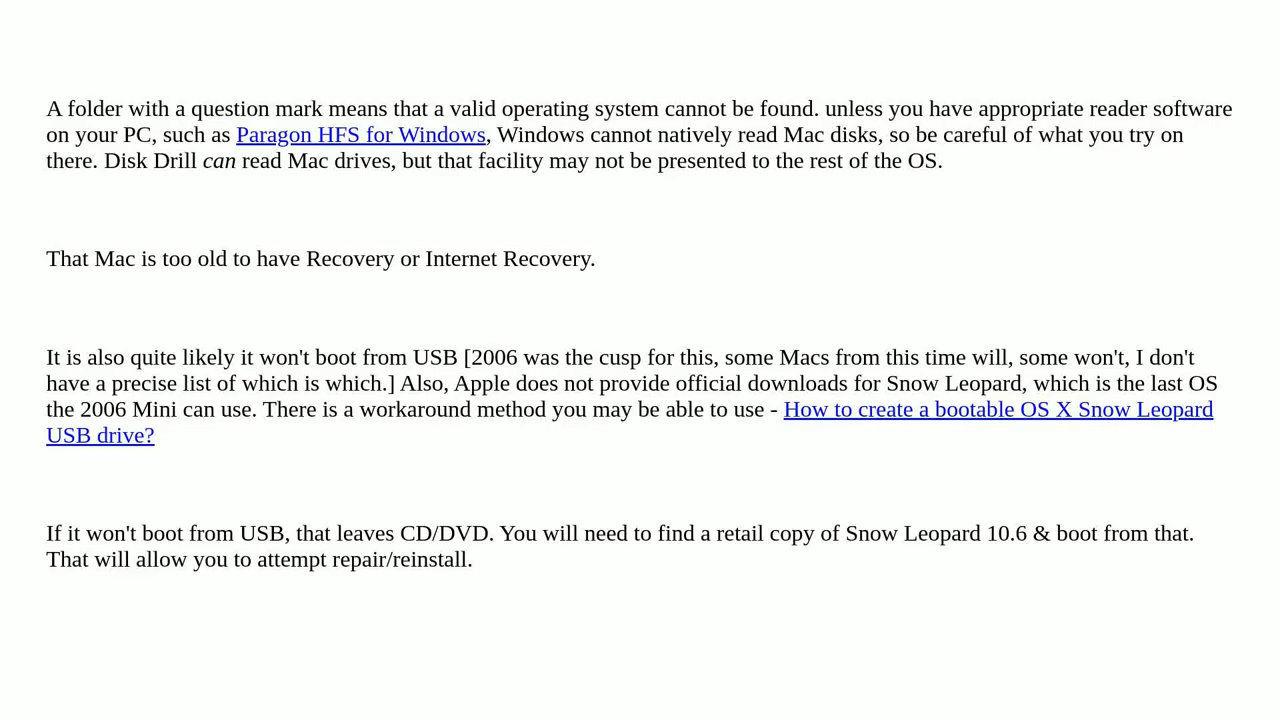 A folder with a question mark means that a valid operating system cannot be found. unless you have appropriate reader software
on your PC, such as Paragon HFS for Windows, Windows cannot natively read Mac disks, so be careful of what you try on
there. Disk Drill can read Mac drives, but that facility may not be presented to the rest of the OS.
That Mac is too old to have Recovery or Internet Recovery.
It is also quite likely it won't boot from USB [2006 was the cusp for this, some Macs from this time will, some won't, I don't
have a precise list of which is which.] Also, Apple does not provide official downloads for Snow Leopard, which is the last OS
the 2006 Mini can use. There is a workaround method you may be able to use - How to create a bootable OS X Snow Leopard
USB drive?
If it won't boot from USB, that leaves CD/DVD. You will need to find a retail copy of Snow Leopard 10.6 & boot from that.
That will allow you to attempt repair/reinstall.